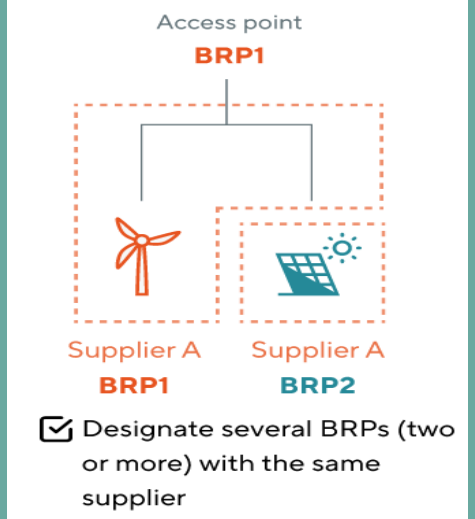 Access point
BRP1
Supplier A
BRP1
Supplier A
BRP2
Designate several BRPs (two
or more) with the same
supplier